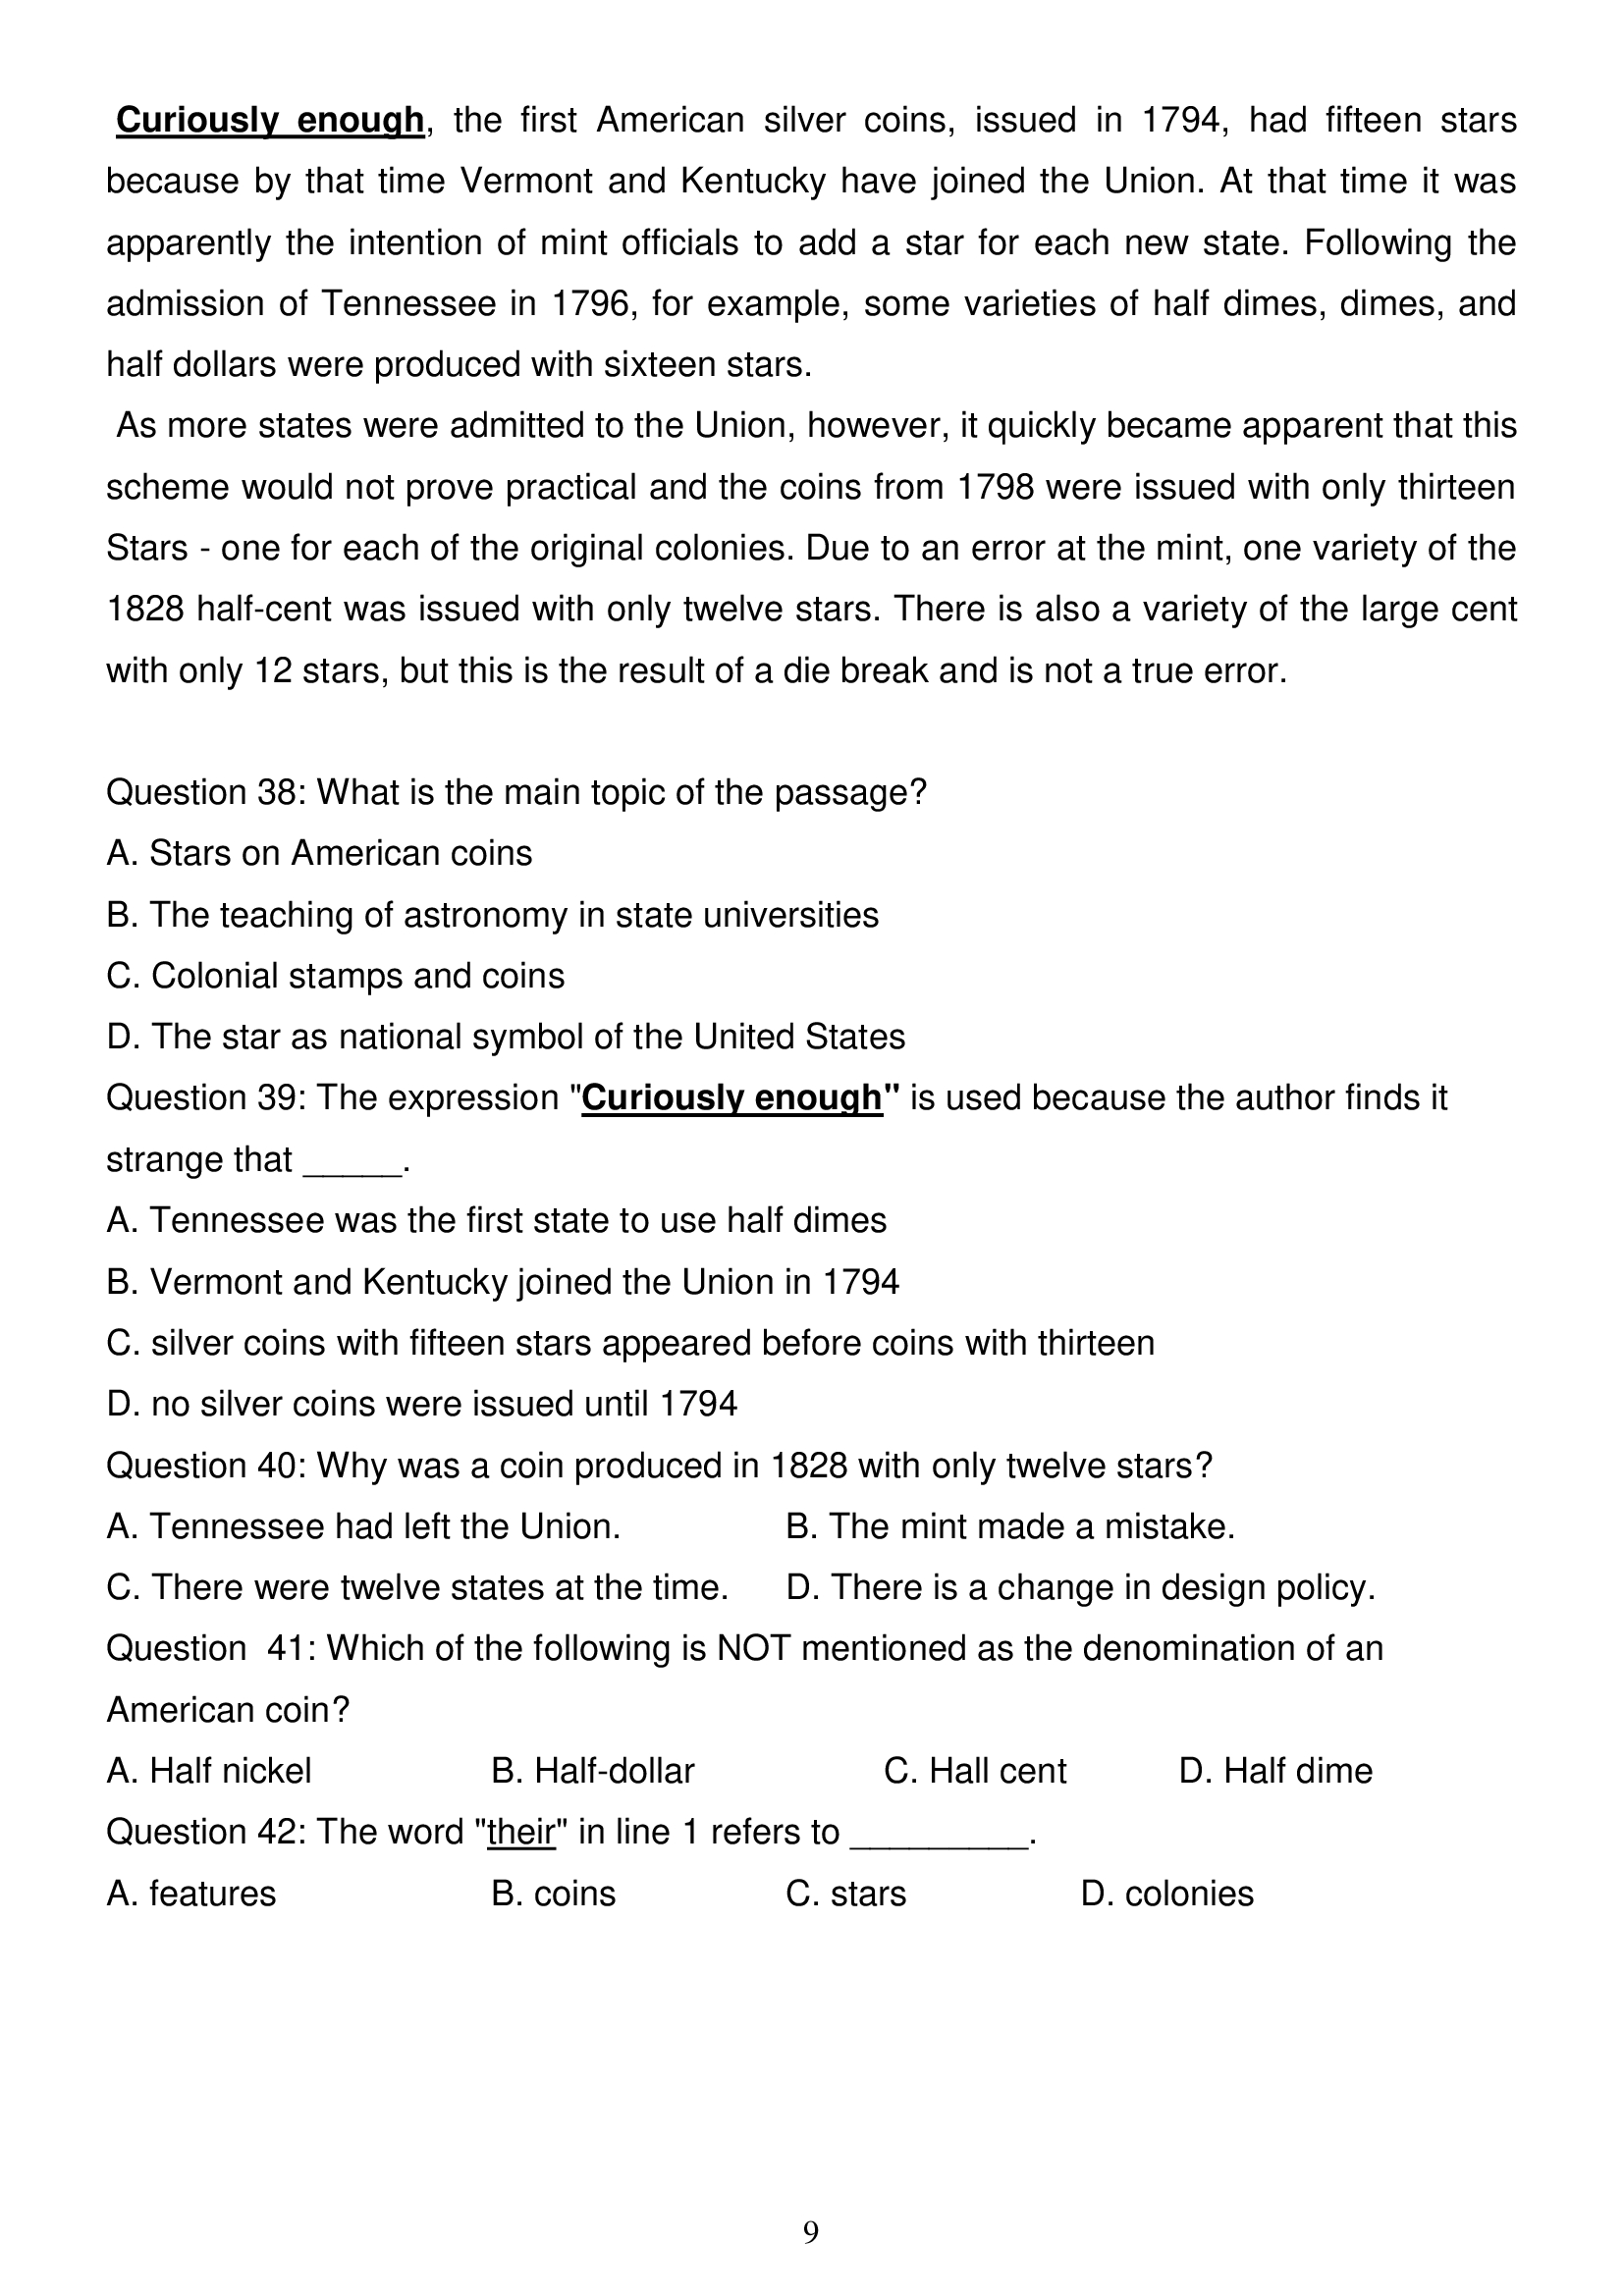 Curiously enough, the first American silver coins, issued in 1794, had fifteen stars
because by that time Vermont and Kentucky have joined the Union. At that time it was
apparently the intention of mint officials to add a star for each new state. Following the
admission of Tennessee in 1796, for example, some varieties of half dimes, dimes, and
half dollars were produced with sixteen stars.
As more states were admitted to the Union, however, it quickly became apparent that this
scheme would not prove practical and the coins from 1798 were issued with only thirteen
Stars - one for each of the original colonies. Due to an error at the mint, one variety of the
1828 half-cent was issued with only twelve stars. There is also a variety of the large cent
with only 12 stars, but this is the result of a die break and is not a true error.
Question 38: What is the main topic of the passage?
A. Stars on American coins
B. The teaching of astronomy in state universities
C. Colonial stamps and coins
D. The star as national symbol of the United States
Question 39: The expression "Curiously enough" is used because the author finds it
strange that _____.
A. Tennessee was the first state to use half dimes
B. Vermont and Kentucky joined the Union in 1794
C. silver coins with fifteen stars appeared before coins with thirteen
D. no silver coins were issued until 1794
Question 40: Why was a coin produced in 1828 with only twelve stars?
A. Tennessee had left the Union. B. The mint made a mistake.
C. There were twelve states at the time. D. There is a change in design policy.
Question 41: Which of the following is NOT mentioned as the denomination of an
American coin?
A. Half nickel B. Half-dollar C. Hall cent D. Half dime
Question 42: The word "their" in line 1 refers to _________.
A. features B. coins C. stars D. colonies
9